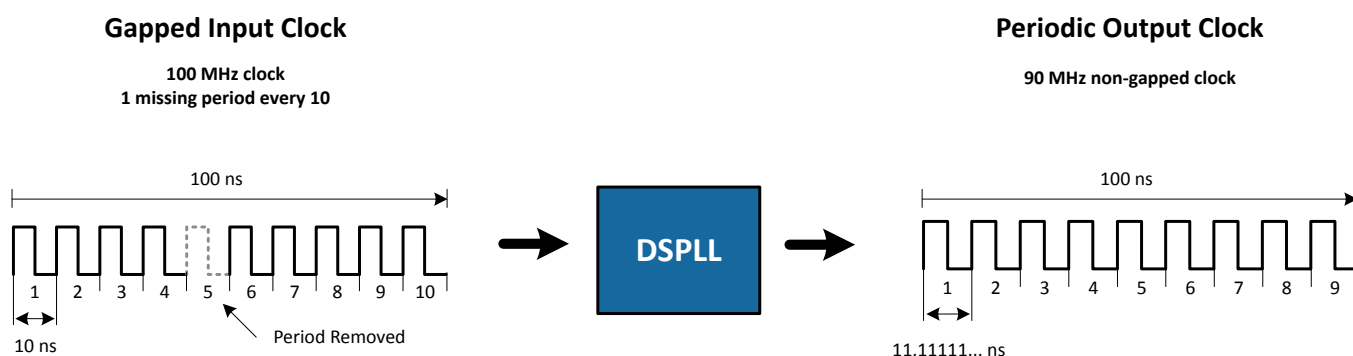 Gapped Input Clock
100 MHz clock
1 missing period every 10
100 ns
1 2 3 4 5 6 7 8 9 10
Period Removed
10 ns
DSPLL
Periodic Output Clock
90 MHz non-gapped clock
100 ns
1 2 3 4 5 6 7 8 9
11.11111... ns